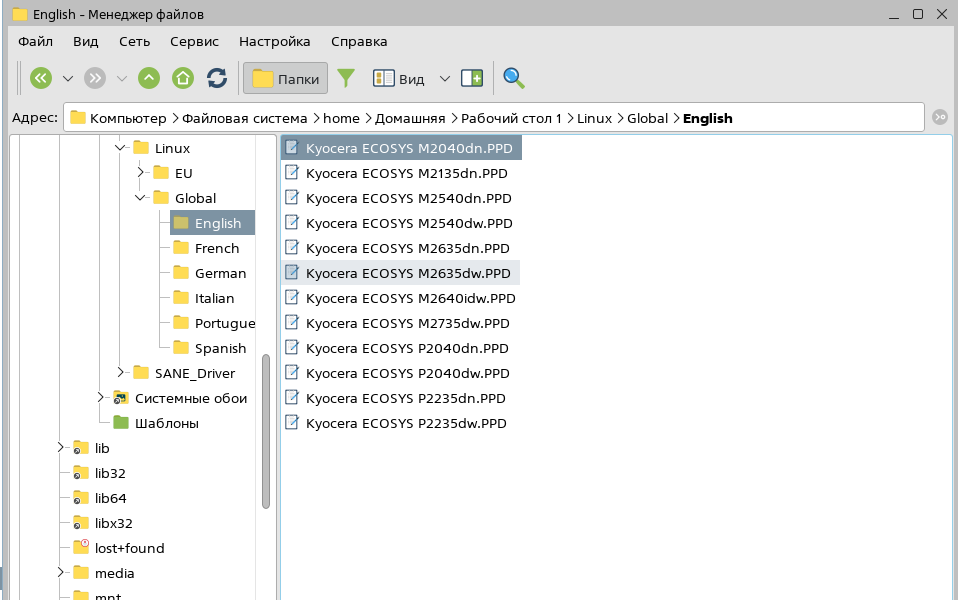 English – Менеджер файлов
Файл Вид Сеть Сервис Настройка Справка
Папки Вид
Адрес: Компьютер Файловая система home Домашняя Рабочий стол 1 Linux Global English
Linux
EU
Global
English
French
German
Italian
Portugue
Spanish
SANE_Driver
Системные обои
Шаблоны
lib
lib32
lib64
libx32
lost+found
media
mnt
Kyocera ECOSYS M2040dn.PPD
Kyocera ECOSYS M2135dn.PPD
Kyocera ECOSYS M2540dn.PPD
Kyocera ECOSYS M2540dw.PPD
Kyocera ECOSYS M2635dn.PPD
Kyocera ECOSYS M2635dw.PPD
Kyocera ECOSYS M2640idw.PPD
Kyocera ECOSYS M2735dw.PPD
Kyocera ECOSYS P2040dn.PPD
Kyocera ECOSYS P2040dw.PPD
Kyocera ECOSYS P2235dn.PPD
Kyocera ECOSYS P2235dw.PPD